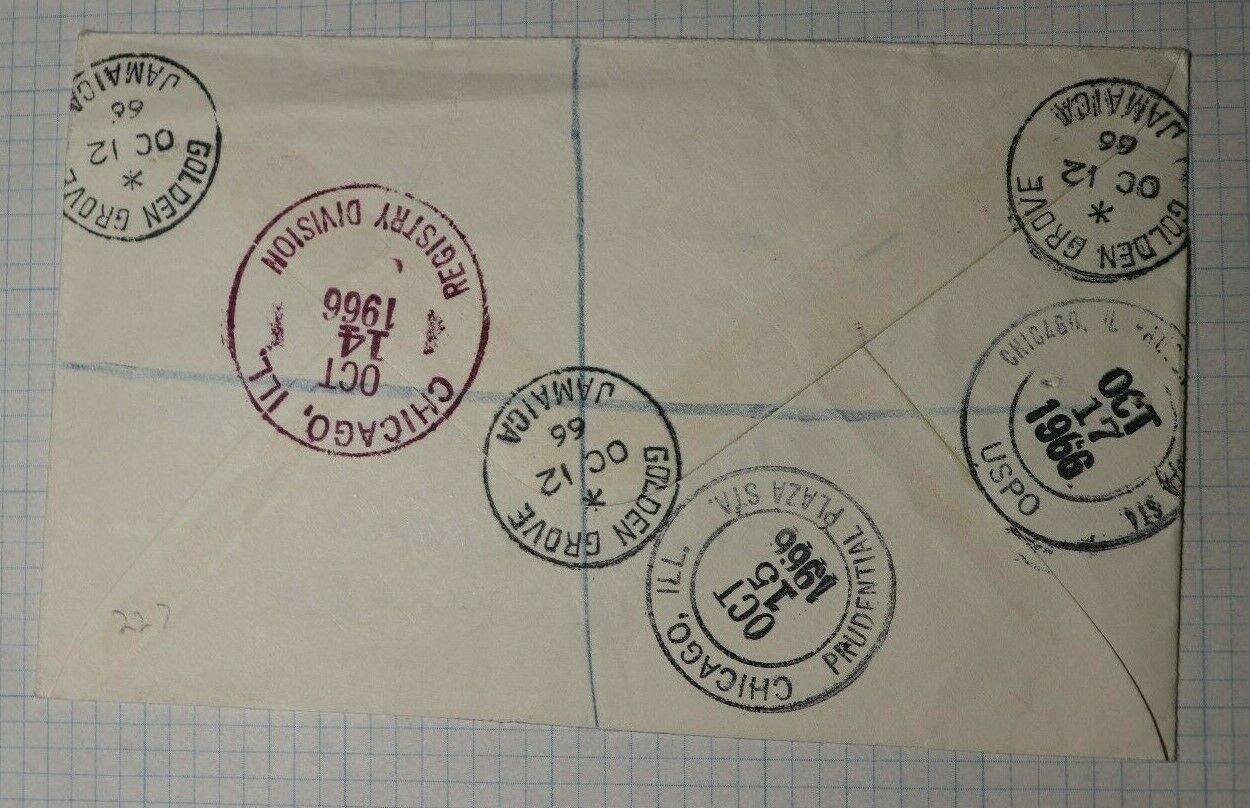 GOLDEN GROVE
*
OC 12
66
JAMAICA
GOLDEN GROVE
*
OC 12
66
JAMAICA
CHICAGO, ILL.
OCT
14
1966
REGISTRY DIVISION
GOLDEN GROVE
*
OC 12
66
JAMAICA
CHICAGO,
OCT
17
1966
STA
USPO
CHICAGO, ILL.
OCT
15
1966
PRUDENTIAL PLAZA STA.
227